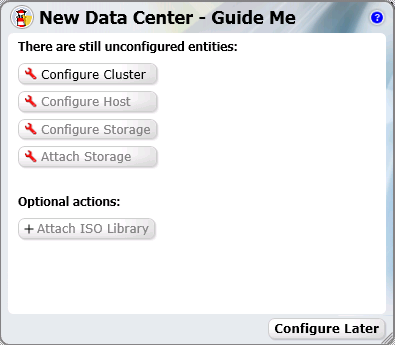 New Data Center - Guide Me
?
There are still unconfigured entities:
Configure Cluster
Configure Host
Configure Storage
Attach Storage
Optional actions:
+ Attach ISO Library
Configure Later